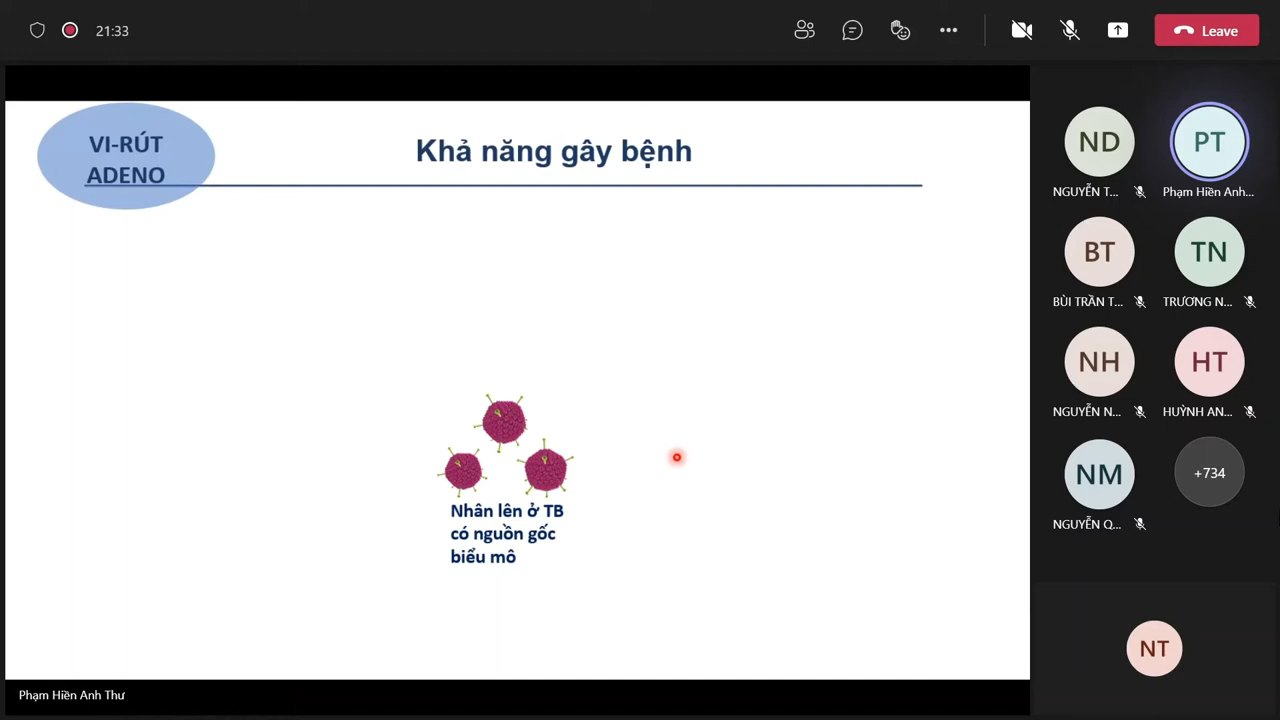 21:33
Leave
VI-RÚT
ADENO
Khả năng gây bệnh
Nhân lên ở TB
có nguồn gốc
biểu mô
ND
NGUYỄN T...
PT
Phạm Hiền Anh...
BT
BÙI TRẦN T...
TN
TRƯƠNG N...
NH
NGUYỄN N...
HT
HUỲNH AN...
NM
NGUYỄN Q...
+734
NT
Phạm Hiền Anh Thư